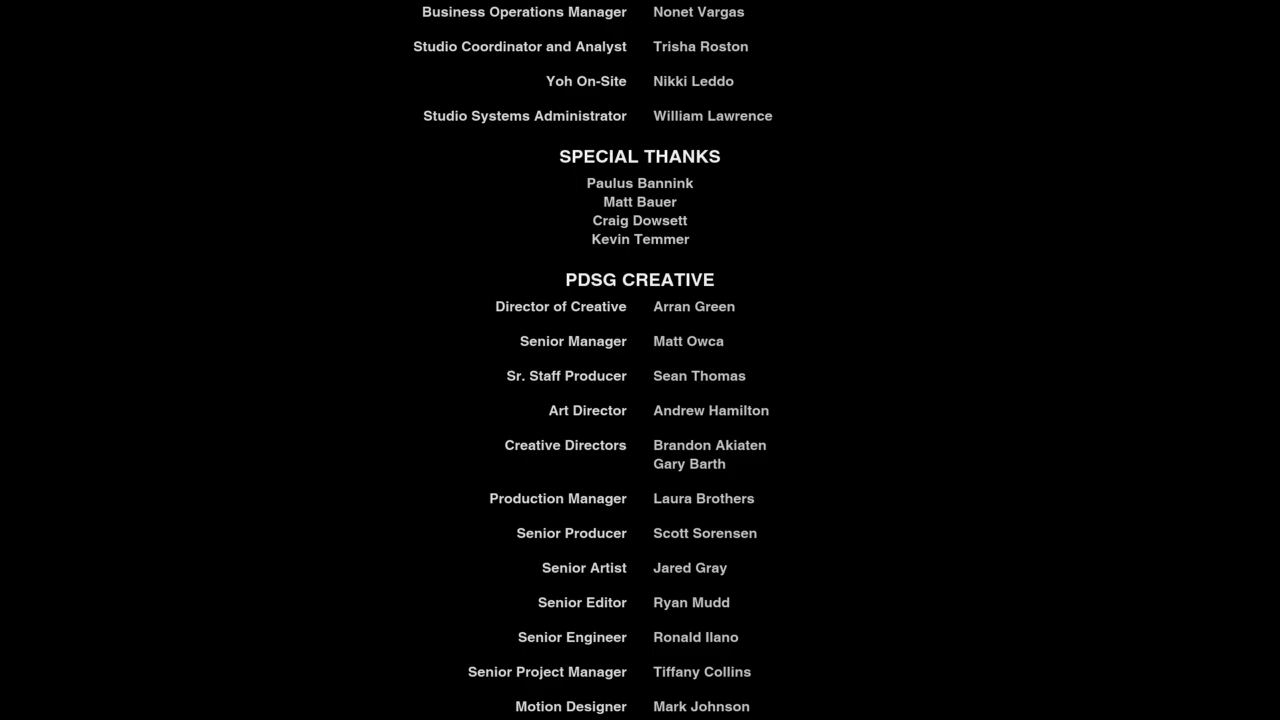 Business Operations Manager Nonet Vargas
Studio Coordinator and Analyst Trisha Roston
Yoh On-Site Nikki Leddo
Studio Systems Administrator William Lawrence
SPECIAL THANKS
Paulus Bannink
Matt Bauer
Craig Dowsett
Kevin Temmer
PDSG CREATIVE
Director of Creative Arran Green
Senior Manager Matt Owca
Sr. Staff Producer Sean Thomas
Art Director Andrew Hamilton
Creative Directors Brandon Akiaten
Gary Barth
Production Manager Laura Brothers
Senior Producer Scott Sorensen
Senior Artist Jared Gray
Senior Editor Ryan Mudd
Senior Engineer Ronald Ilano
Senior Project Manager Tiffany Collins
Motion Designer Mark Johnson